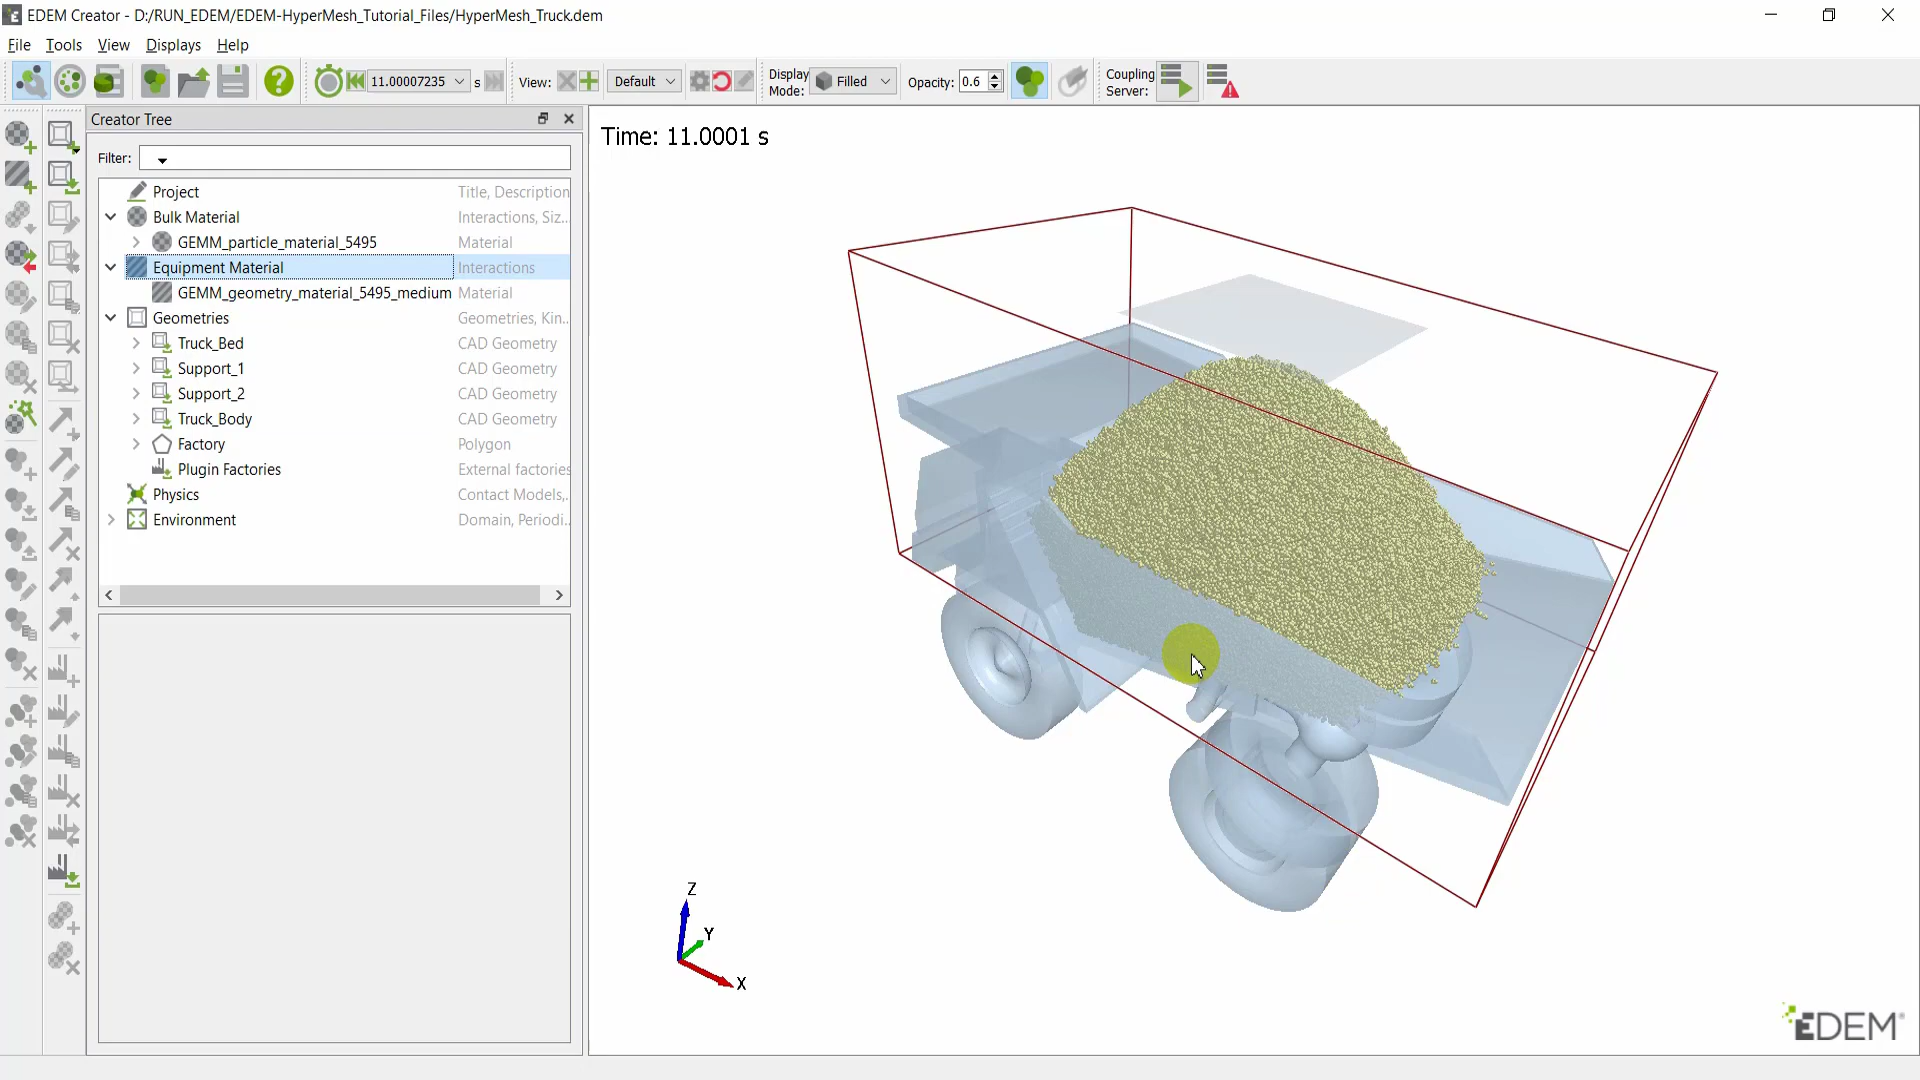 EDEM Creator - D:/RUN_EDEM/EDEM-HyperMesh_Tutorial_Files/HyperMesh_Truck.dem
File Tools View Displays Help
11.00007235 s View: Default Display Mode: Filled Opacity: 0.6 Coupling Server:
Creator Tree
Filter:
Project Title, Description
Bulk Material Interactions, Siz...
GEMM_particle_material_5495 Material
Equipment Material Interactions
GEMM_geometry_material_5495_medium Material
Geometries Geometries, Kin...
Truck_Bed CAD Geometry
Support_1 CAD Geometry
Support_2 CAD Geometry
Truck_Body CAD Geometry
Factory Polygon
Plugin Factories External factories
Physics Contact Models,...
Environment Domain, Periodi...
Time: 11.0001 s
Z
Y
X
EDEM